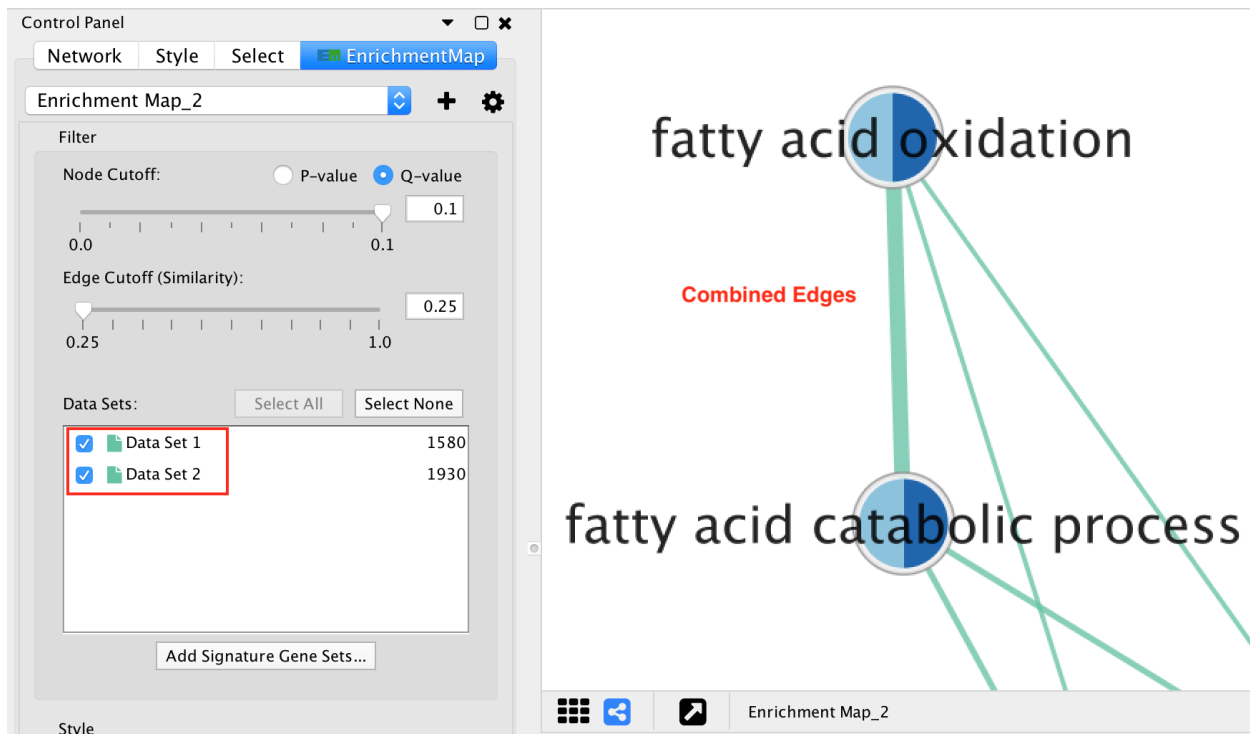 Control Panel
Network Style Select EM EnrichmentMap
Enrichment Map_2
Filter
Node Cutoff: P-value Q-value
0.1
0.0 0.1
Edge Cutoff (Similarity):
0.25
0.25 1.0
Data Sets: Select All Select None
Data Set 1 1580
Data Set 2 1930
Add Signature Gene Sets...
Style
fatty acid oxidation
Combined Edges
fatty acid catabolic process
Enrichment Map_2